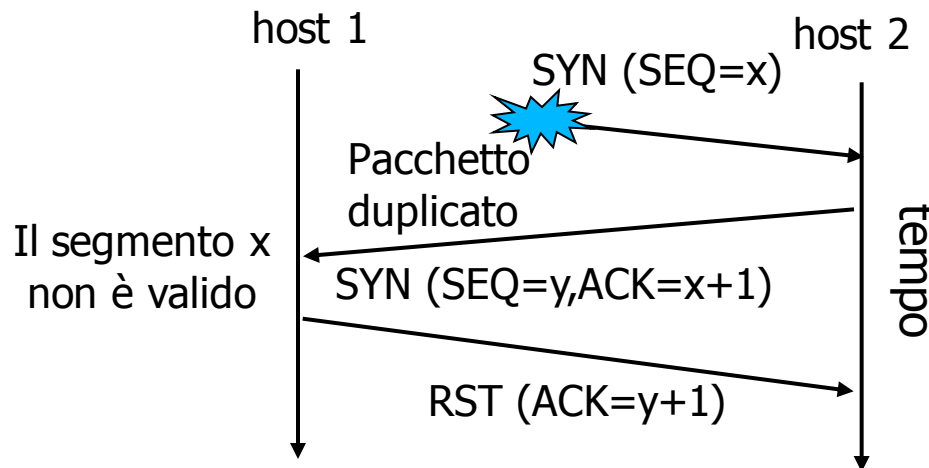 host 1
host 2
SYN (SEQ=x)
Pacchetto
duplicato
Il segmento x
non è valido
SYN (SEQ=y,ACK=x+1)
tempo
RST (ACK=y+1)